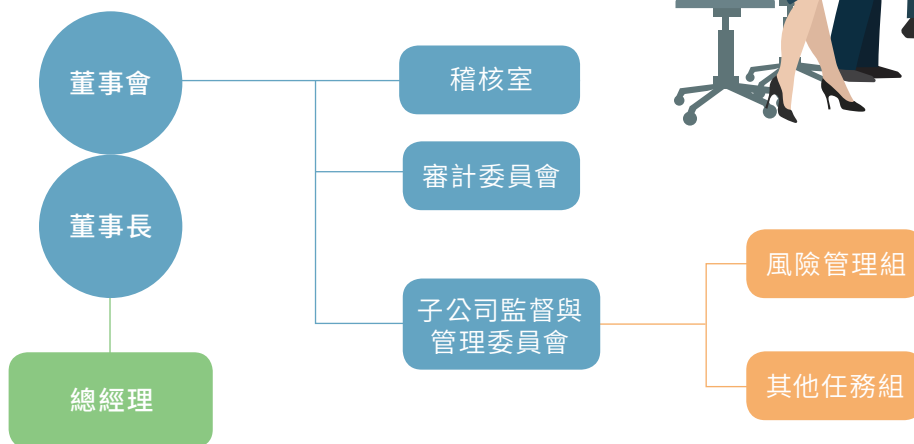 董事會
稽核室
審計委員會
董事長
風險管理組
子公司監督與
管理委員會
其他任務組
總經理